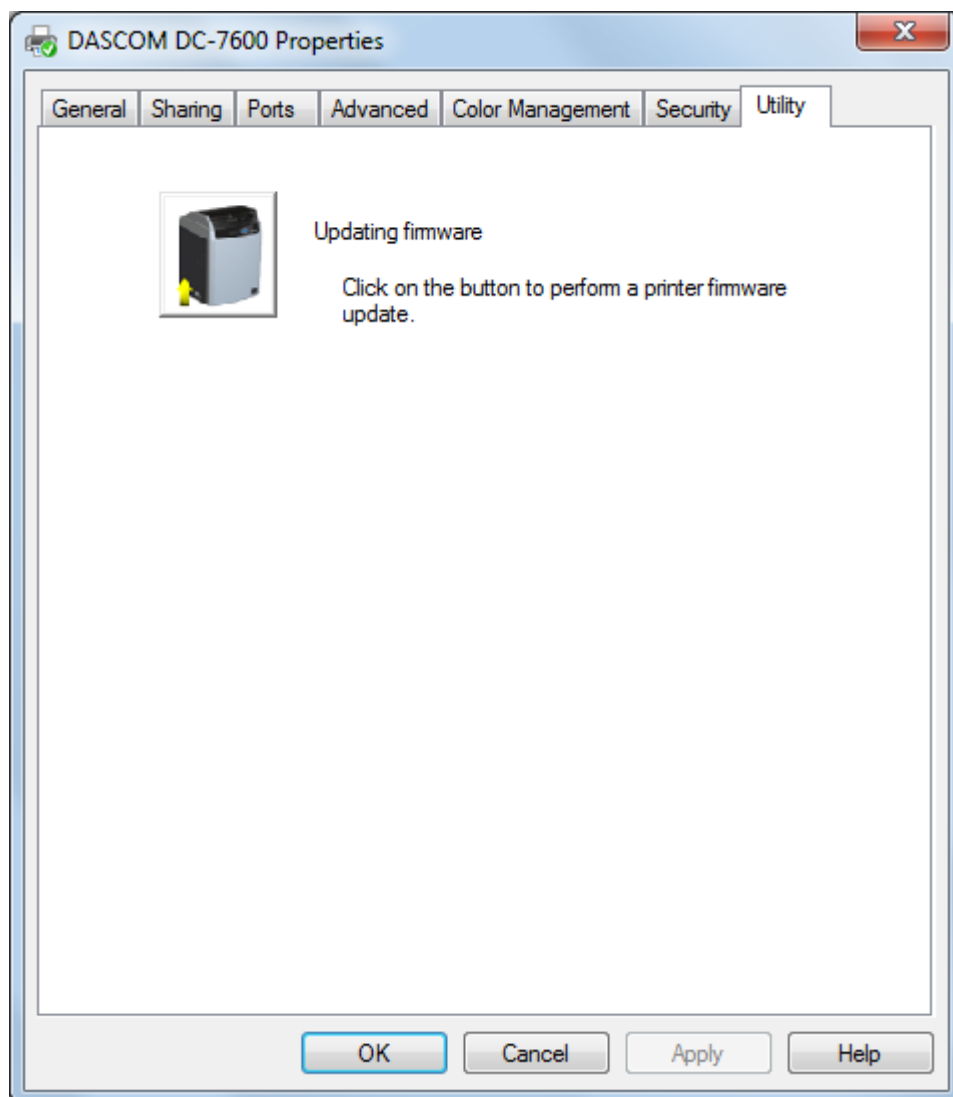 DASCOM DC-7600 Properties
General Sharing Ports Advanced Color Management Security Utility
Updating firmware
Click on the button to perform a printer firmware
update.
OK Cancel Apply Help